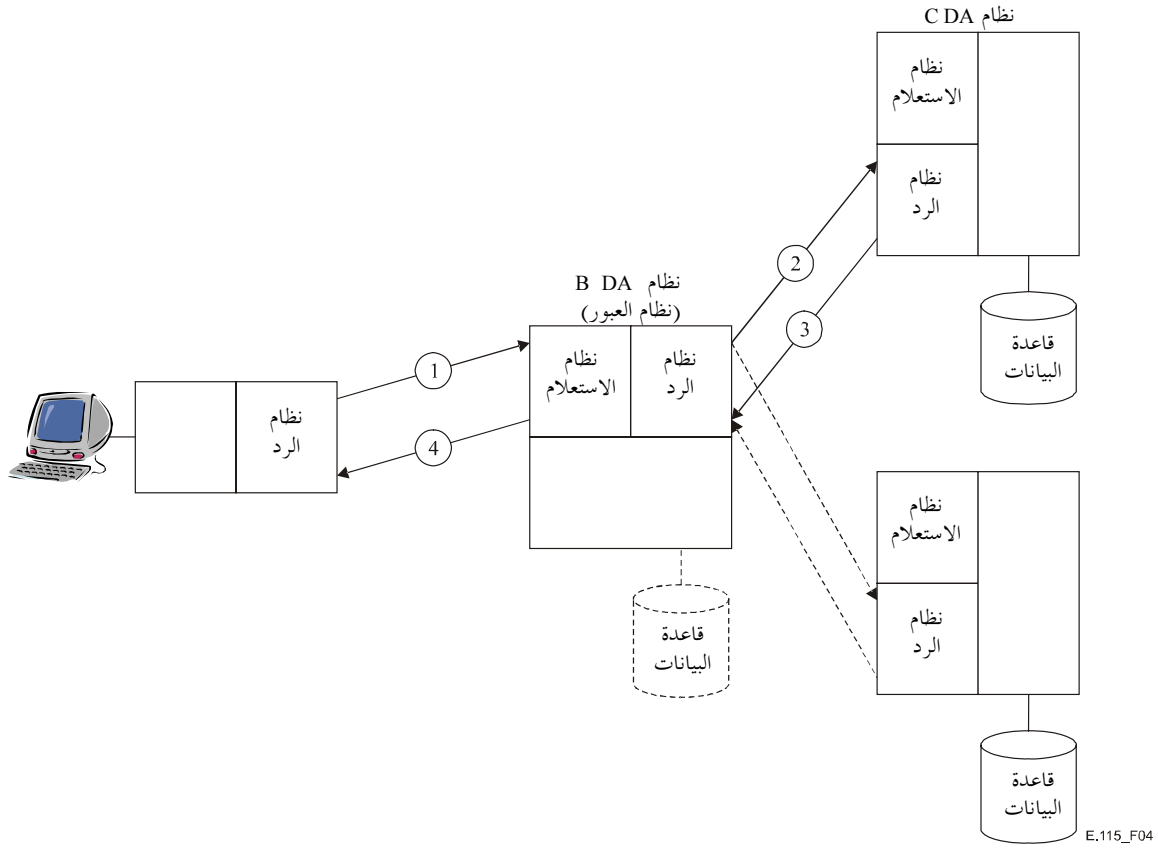 نظام C DA
نظام
الاستعلام
نظام
الرد
قاعدة
البيانات
2
3
نظام B DA
(نظام العبور)
نظام
الاستعلام
نظام
الرد
1
4
نظام
الرد
قاعدة
البيانات
نظام
الاستعلام
نظام
الرد
قاعدة
البيانات
E.115_F04